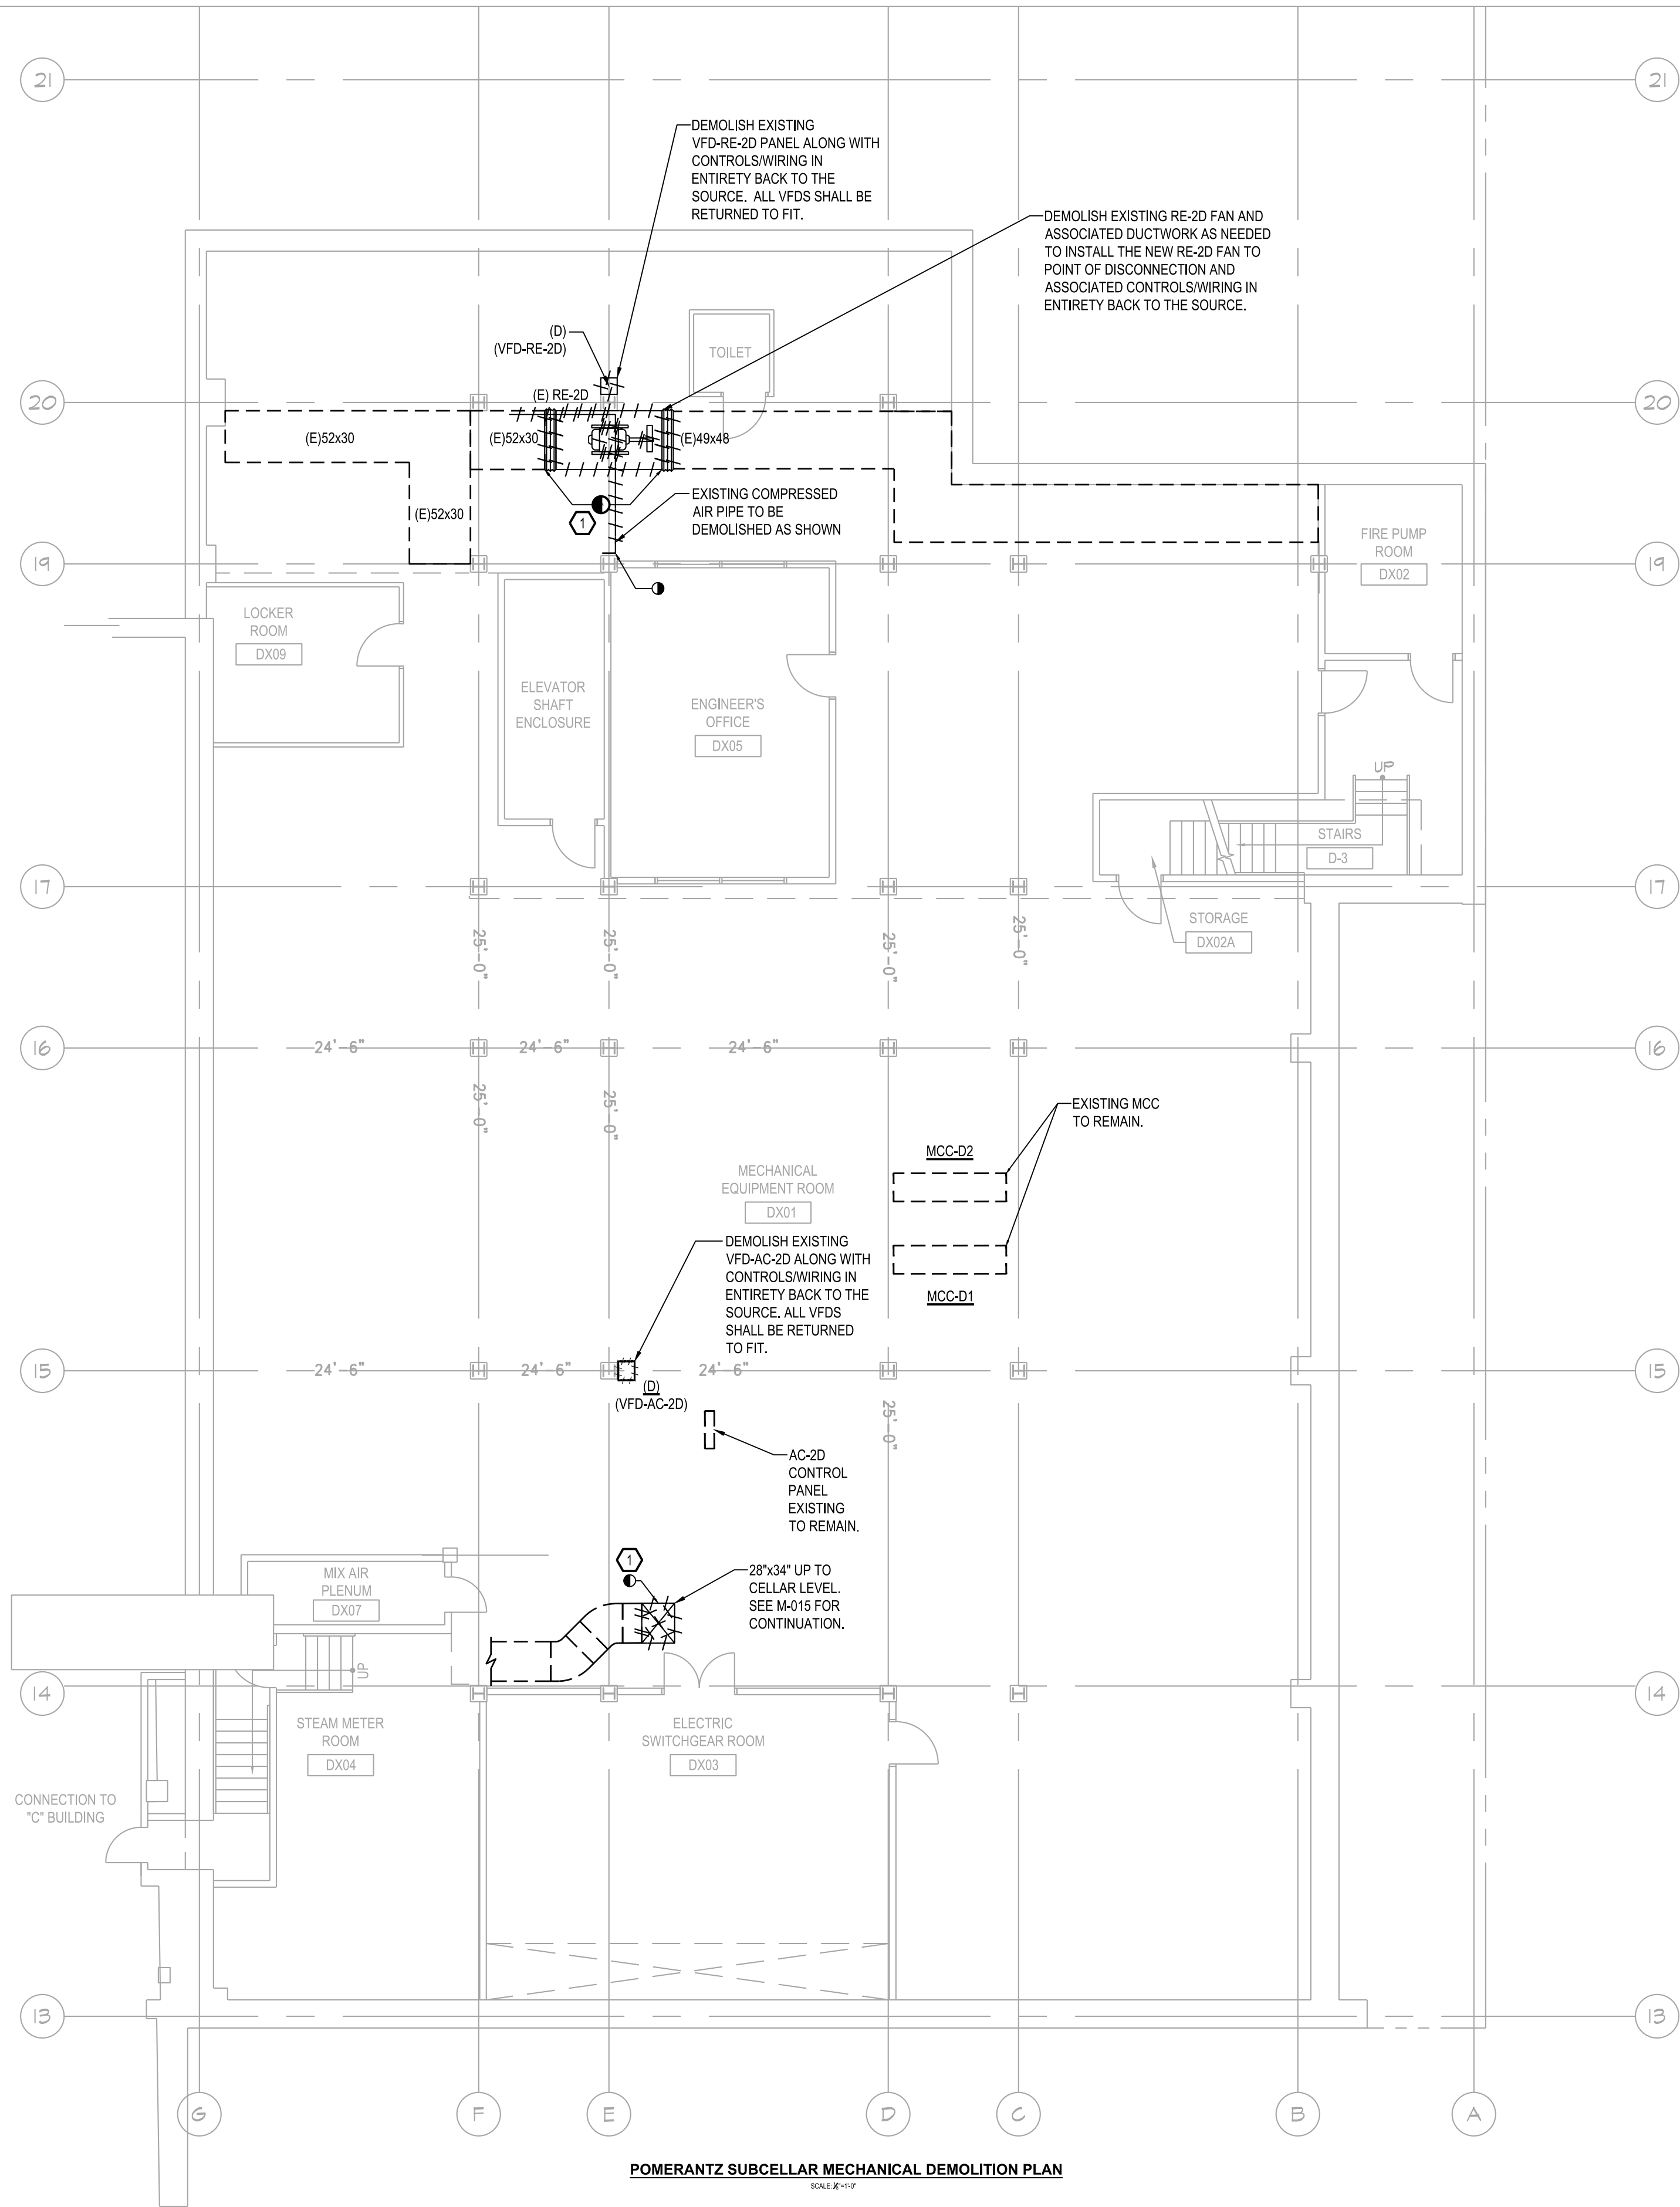 21
21
DEMOLISH EXISTING
VFD-RE-2D PANEL ALONG WITH
CONTROLS/WIRING IN
ENTIRETY BACK TO THE
SOURCE. ALL VFDS SHALL BE
RETURNED TO FIT.
DEMOLISH EXISTING RE-2D FAN AND
ASSOCIATED DUCTWORK AS NEEDED
TO INSTALL THE NEW RE-2D FAN TO
POINT OF DISCONNECTION AND
ASSOCIATED CONTROLS/WIRING IN
ENTIRETY BACK TO THE SOURCE.
(D)
(VFD-RE-2D)
TOILET
20
(E) RE-2D
20
(E)52x30
(E)52x30
(E)49x48
(E)52x30
1
EXISTING COMPRESSED
AIR PIPE TO BE
DEMOLISHED AS SHOWN
FIRE PUMP
ROOM
DX02
19
19
LOCKER
ROOM
DX09
ELEVATOR
SHAFT
ENCLOSURE
ENGINEER'S
OFFICE
DX05
UP
STAIRS
D-3
17
17
STORAGE
DX02A
25'-0"
25'-0"
25'-0"
25'-0"
16
24'-6"
24'-6"
24'-6"
16
25'-0"
25'-0"
EXISTING MCC
TO REMAIN.
MCC-D2
MECHANICAL
EQUIPMENT ROOM
DX01
DEMOLISH EXISTING
VFD-AC-2D ALONG WITH
CONTROLS/WIRING IN
ENTIRETY BACK TO THE
SOURCE. ALL VFDS
SHALL BE RETURNED
TO FIT.
MCC-D1
15
24'-6"
24'-6"
24'-6"
15
(D)
(VFD-AC-2D)
25'-0"
AC-2D
CONTROL
PANEL
EXISTING
TO REMAIN.
1
28"x34" UP TO
CELLAR LEVEL.
SEE M-015 FOR
CONTINUATION.
MIX AIR
PLENUM
DX07
UP
14
14
STEAM METER
ROOM
DX04
ELECTRIC
SWITCHGEAR ROOM
DX03
CONNECTION TO
"C" BUILDING
13
13
G
F
E
D
C
B
A
POMERANTZ SUBCELLAR MECHANICAL DEMOLITION PLAN
SCALE: